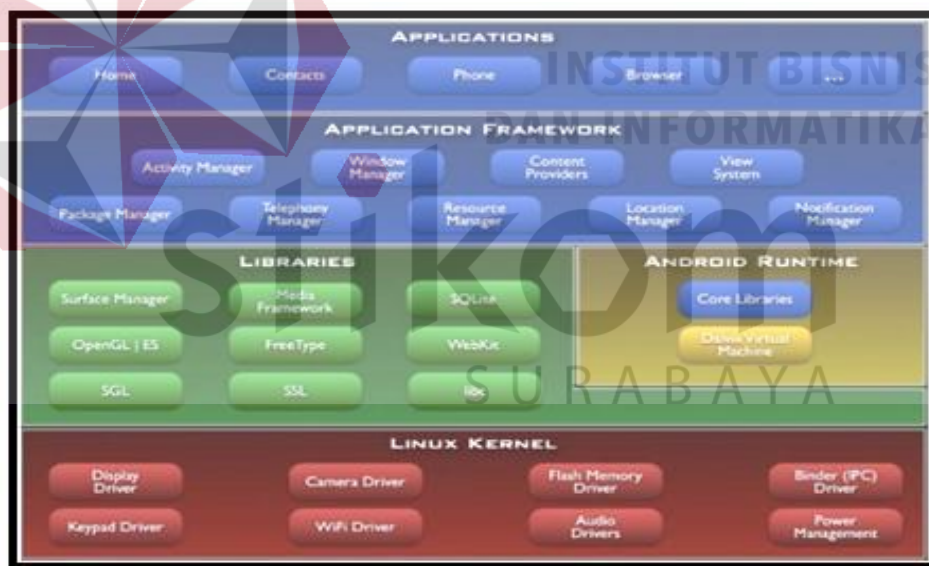 APPLICATIONS
Home Contacts Phone Browser ...
INSTITUT BISNIS
DAN INFORMATIKA
APPLICATION FRAMEWORK
Activity Manager Window Manager Content Providers View System
Package Manager Telephony Manager Resource Manager Location Manager Notification Manager
stikom
SURABAYA
LIBRARIES
Surface Manager Media Framework SQLite
OpenGL | ES FreeType WebKit
SGL SSL libc
ANDROID RUNTIME
Core Libraries
Dalvik Virtual Machine
LINUX KERNEL
Display Driver Camera Driver Flash Memory Driver Binder (IPC) Driver
Keypad Driver WiFi Driver Audio Drivers Power Management